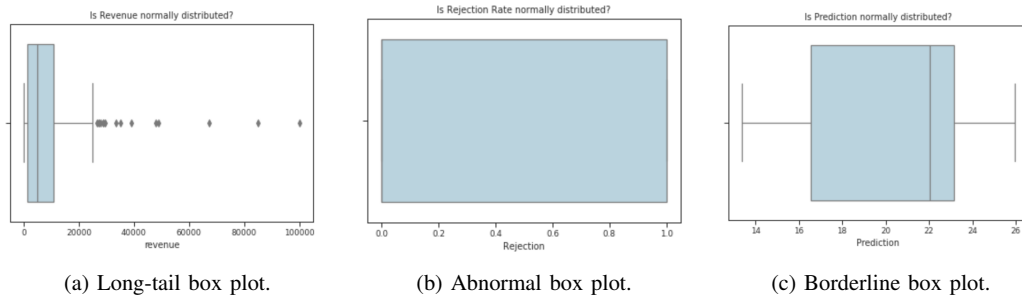 Is Revenue normally distributed?
0 20000 40000 60000 80000 100000
revenue
(a) Long-tail box plot.
Is Rejection Rate normally distributed?
0.0 0.2 0.4 0.6 0.8 1.0
Rejection
(b) Abnormal box plot.
Is Prediction normally distributed?
14 16 18 20 22 24 26
Prediction
(c) Borderline box plot.